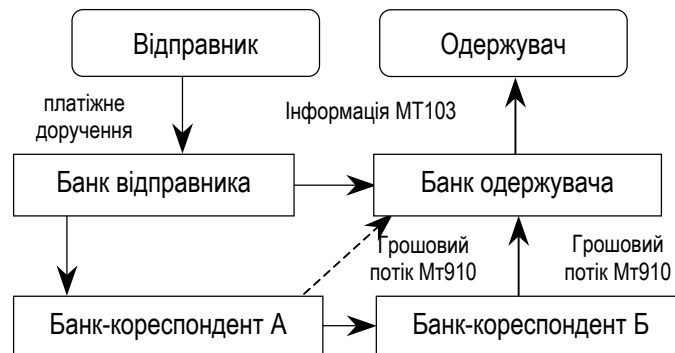 Відправник
Одержувач
платіжне
доручення
Інформація МТ103
Банк відправника
Банк одержувача
Грошовий
потік Мт910
Грошовий
потік Мт910
Банк-кореспондент А
Банк-кореспондент Б